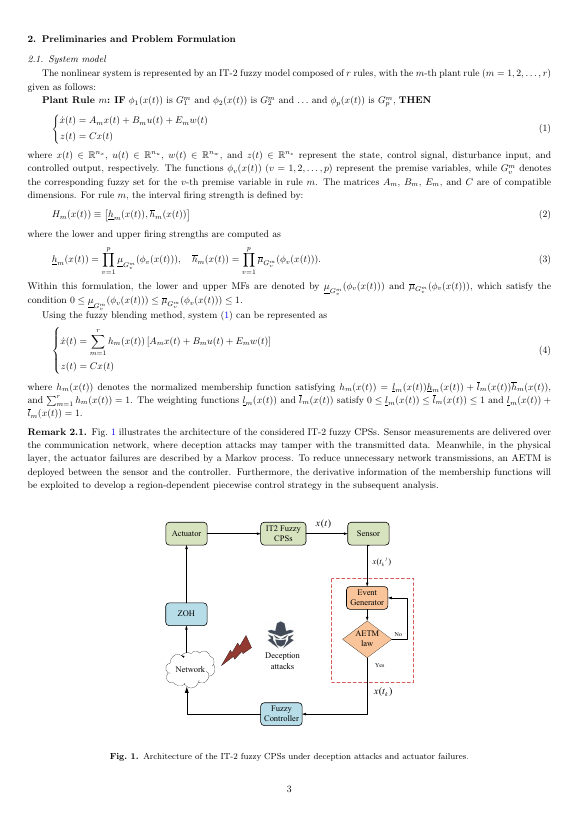 2. Preliminaries and Problem Formulation
2.1. System model
The nonlinear system is represented by an IT-2 fuzzy model composed of r rules, with the m-th plant rule (m = 1, 2, . . . , r)
given as follows:
Plant Rule m: IF ϕ₁(x(t)) is G₁ᵐ and ϕ₂(x(t)) is G₂ᵐ and . . . and ϕₚ(x(t)) is Gₚᵐ, THEN
{ẋ(t) = Aₘx(t) + Bₘu(t) + Eₘw(t)
z(t) = Cx(t) (1)
where x(t) ∈ ℝ^{n_x}, u(t) ∈ ℝ^{n_u}, w(t) ∈ ℝ^{n_w}, and z(t) ∈ ℝ^{n_z} represent the state, control signal, disturbance input, and
controlled output, respectively. The functions ϕᵥ(x(t)) (v = 1, 2, . . . , p) represent the premise variables, while Gᵥᵐ denotes
the corresponding fuzzy set for the v-th premise variable in rule m. The matrices Aₘ, Bₘ, Eₘ, and C are of compatible
dimensions. For rule m, the interval firing strength is defined by:
Hₘ(x(t)) ≡ [h̲ₘ(x(t)), h̅ₘ(x(t))] (2)
where the lower and upper firing strengths are computed as
h̲ₘ(x(t)) = ∏_{v=1}^{p} μ̲_{Gᵥᵐ}(ϕᵥ(x(t))), h̅ₘ(x(t)) = ∏_{v=1}^{p} μ̅_{Gᵥᵐ}(ϕᵥ(x(t))). (3)
Within this formulation, the lower and upper MFs are denoted by μ̲_{Gᵥᵐ}(ϕᵥ(x(t))) and μ̅_{Gᵥᵐ}(ϕᵥ(x(t))), which satisfy the
condition 0 ≤ μ̲_{Gᵥᵐ}(ϕᵥ(x(t))) ≤ μ̅_{Gᵥᵐ}(ϕᵥ(x(t))) ≤ 1.
Using the fuzzy blending method, system (1) can be represented as
{ẋ(t) = ∑_{m=1}^{r} hₘ(x(t)) [Aₘx(t) + Bₘu(t) + Eₘw(t)]
z(t) = Cx(t) (4)
where hₘ(x(t)) denotes the normalized membership function satisfying hₘ(x(t)) = l̲ₘ(x(t))h̲ₘ(x(t)) + l̅ₘ(x(t))h̅ₘ(x(t)),
and ∑_{m=1}^{r} hₘ(x(t)) = 1. The weighting functions l̲ₘ(x(t)) and l̅ₘ(x(t)) satisfy 0 ≤ l̲ₘ(x(t)) ≤ l̅ₘ(x(t)) ≤ 1 and l̲ₘ(x(t)) +
l̅ₘ(x(t)) = 1.
Remark 2.1. Fig. 1 illustrates the architecture of the considered IT-2 fuzzy CPSs. Sensor measurements are delivered over
the communication network, where deception attacks may tamper with the transmitted data. Meanwhile, in the physical
layer, the actuator failures are described by a Markov process. To reduce unnecessary network transmissions, an AETM is
deployed between the sensor and the controller. Furthermore, the derivative information of the membership functions will
be exploited to develop a region-dependent piecewise control strategy in the subsequent analysis.
Actuator
IT2 Fuzzy
CPSs
x(t)
Sensor
x(tₖʲ)
Event
Generator
AETM
law
No
Yes
x(tₖ)
ZOH
Network
Deception
attacks
Fuzzy
Controller
Fig. 1. Architecture of the IT-2 fuzzy CPSs under deception attacks and actuator failures.
3